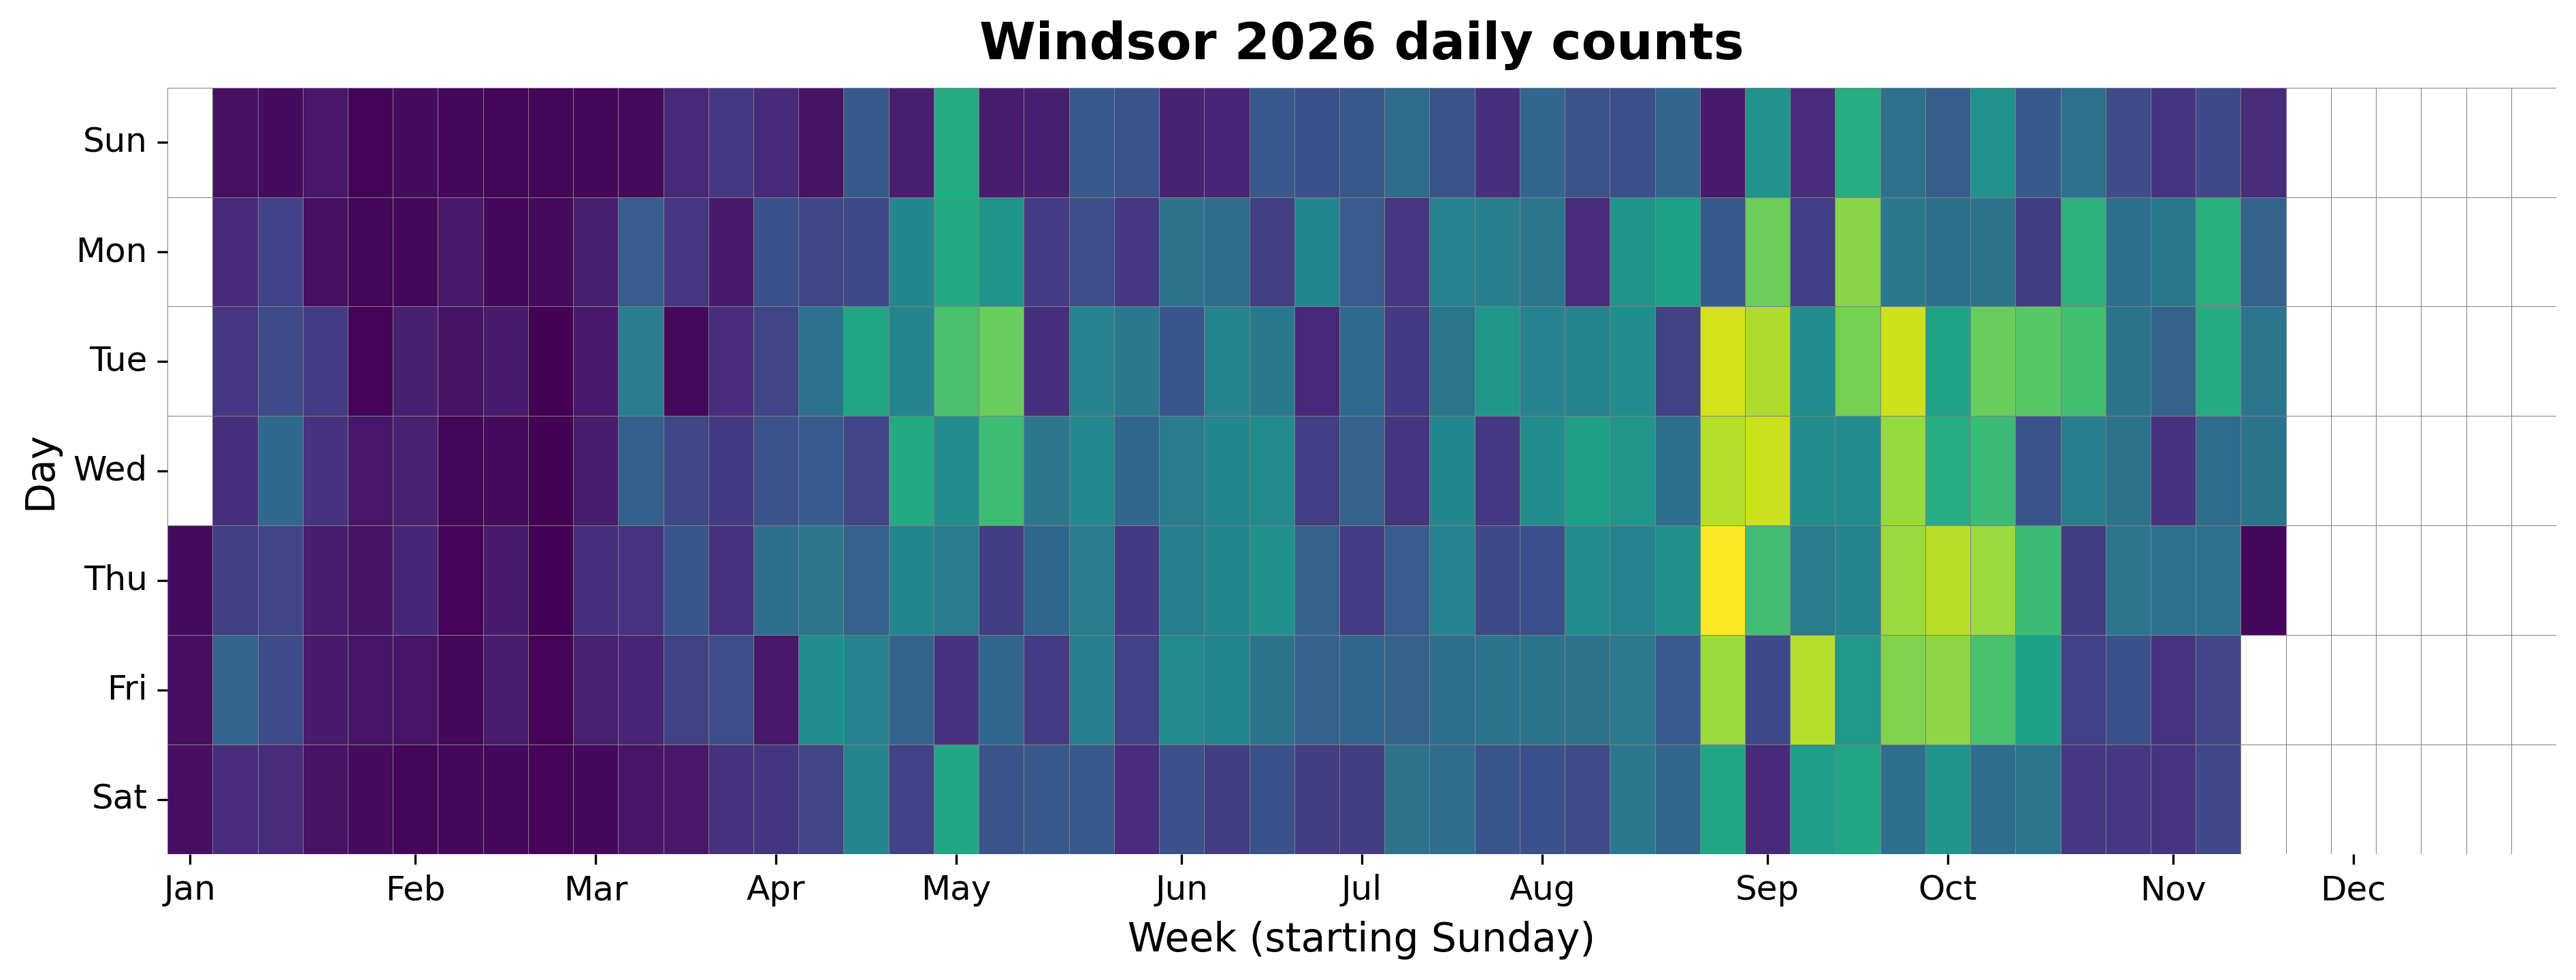 Windsor 2026 daily counts
Day
Sun
Mon
Tue
Wed
Thu
Fri
Sat
Jan Feb Mar Apr May Jun Jul Aug Sep Oct Nov Dec
Week (starting Sunday)